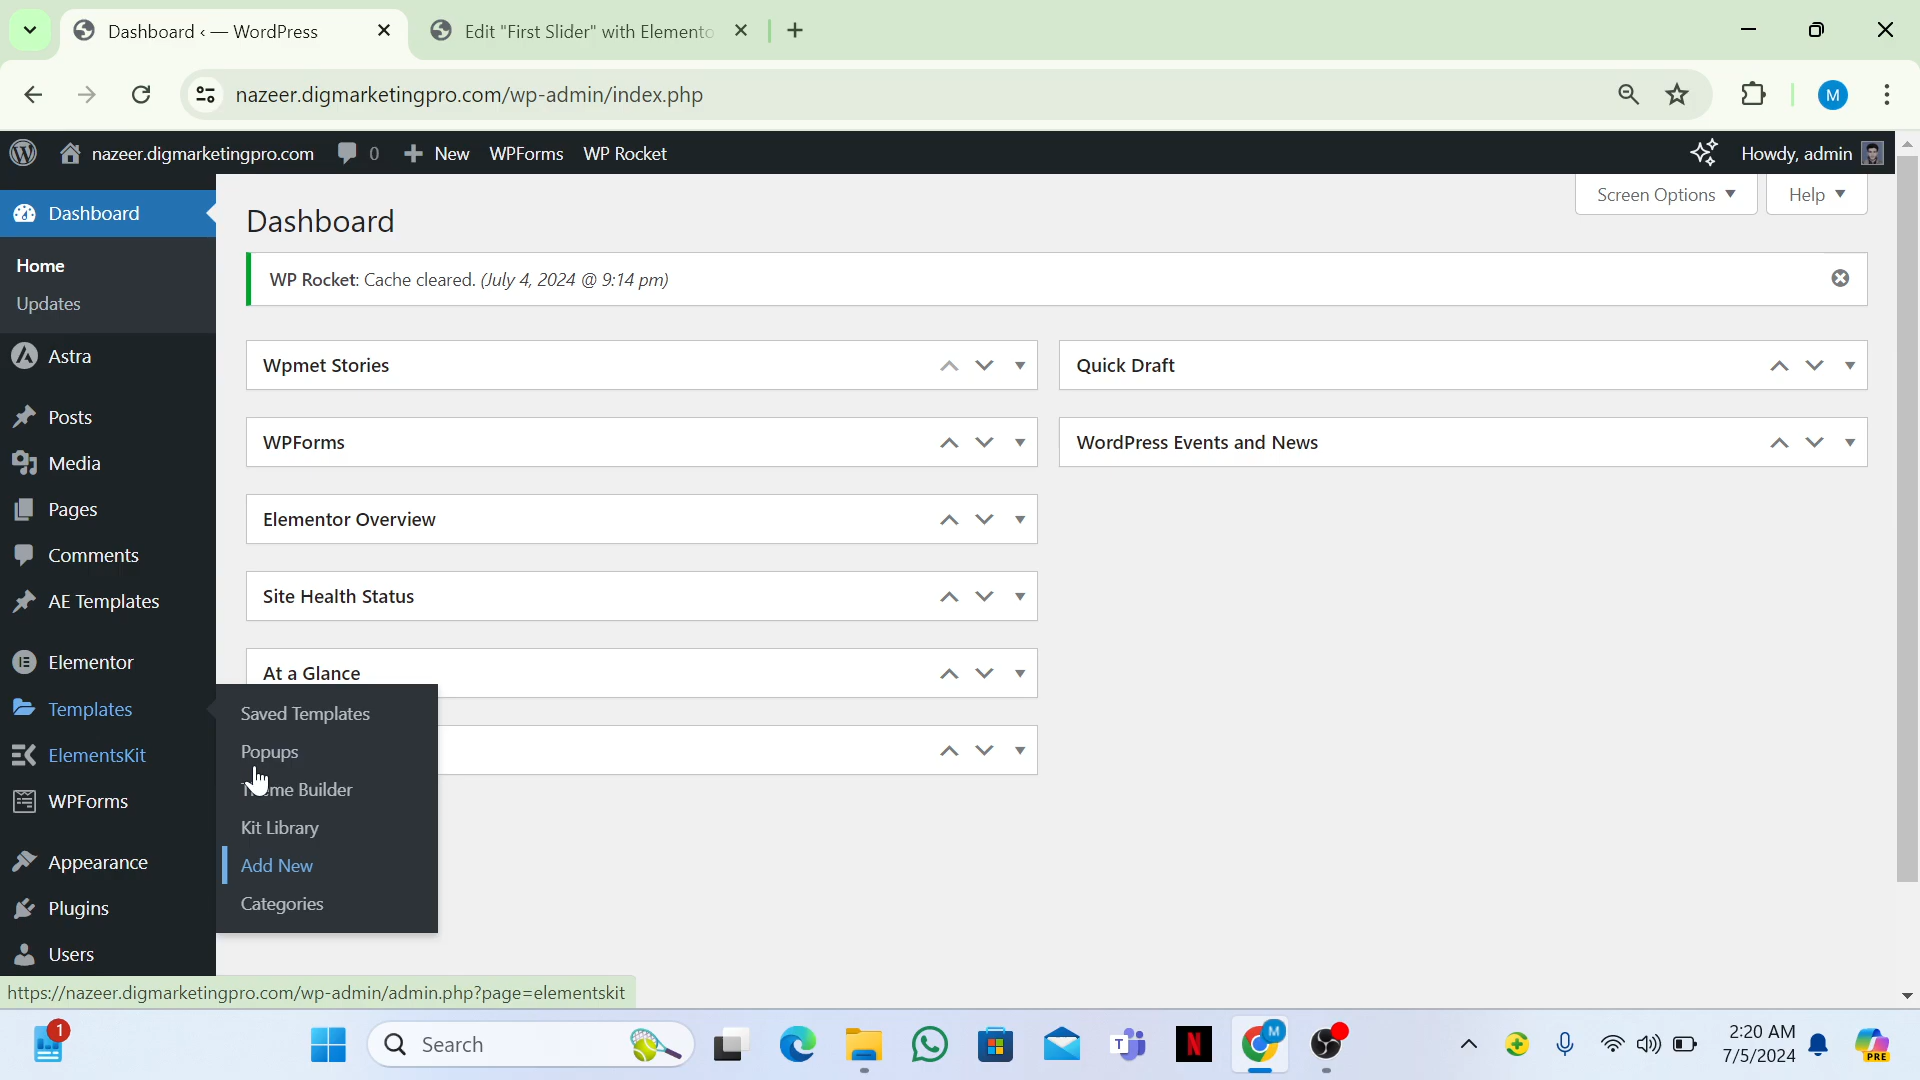 Dashboard ‹ — WordPress
Edit "First Slider" with Elemento
nazeer.digmarketingpro.com/wp-admin/index.php
M
nazeer.digmarketingpro.com
0
New
WPForms
WP Rocket
Howdy, admin
Dashboard
Home
Updates
Astra
Posts
Media
Pages
Comments
AE Templates
Elementor
Templates
ElementsKit
WPForms
Appearance
Plugins
Users
Dashboard
Screen Options
Help
WP Rocket: Cache cleared. (July 4, 2024 @ 9:14 pm)
Wpmet Stories
Quick Draft
WPForms
WordPress Events and News
Elementor Overview
Site Health Status
At a Glance
Saved Templates
Popups
Theme Builder
Kit Library
Add New
Categories
https://nazeer.digmarketingpro.com/wp-admin/admin.php?page=elementskit
1
Search
T
N
M
2:20 AM
7/5/2024
PRE